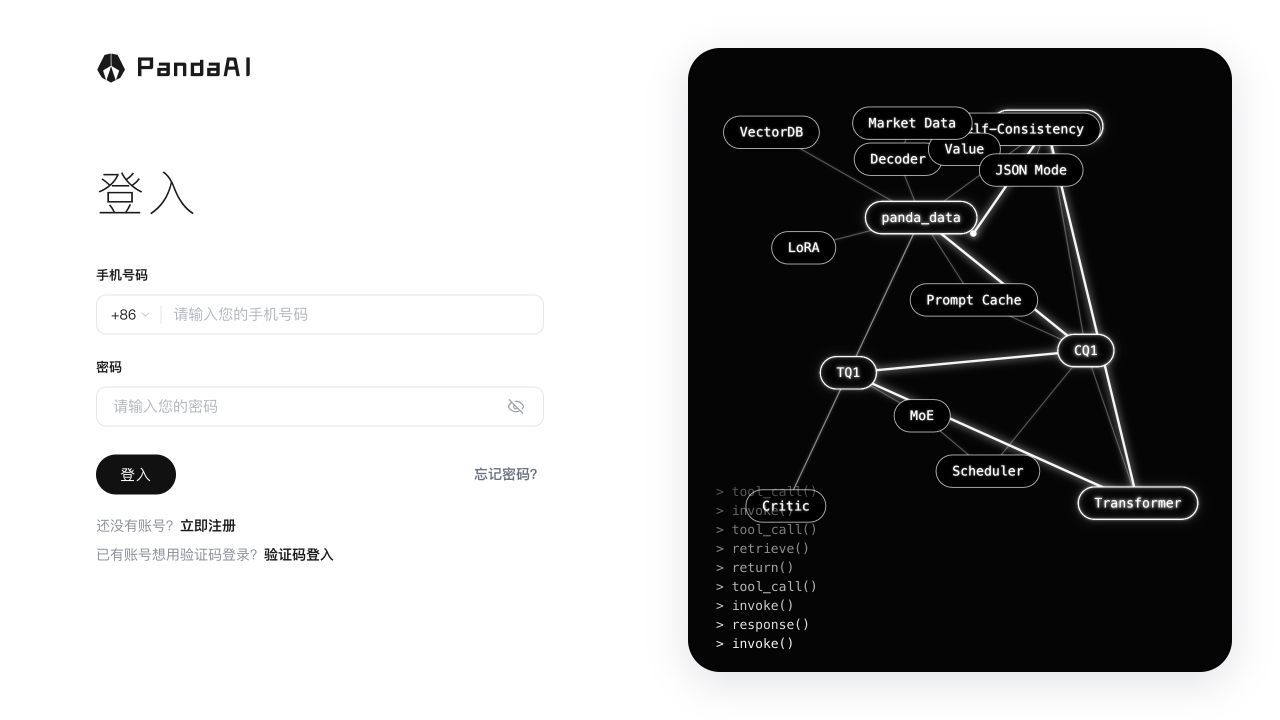 PandaAI
登入
手机号码
+86 请输入您的手机号码
密码
请输入您的密码
登入 忘记密码?
还没有账号? 立即注册
已有账号想用验证码登录? 验证码登入
VectorDB
Market Data
lf-Consistency
Decoder
Value
JSON Mode
panda_data
LoRA
Prompt Cache
CQ1
TQ1
MoE
Scheduler
Critic
Transformer
> tool_call()
> invoke()
> tool_call()
> retrieve()
> return()
> tool_call()
> invoke()
> response()
> invoke()